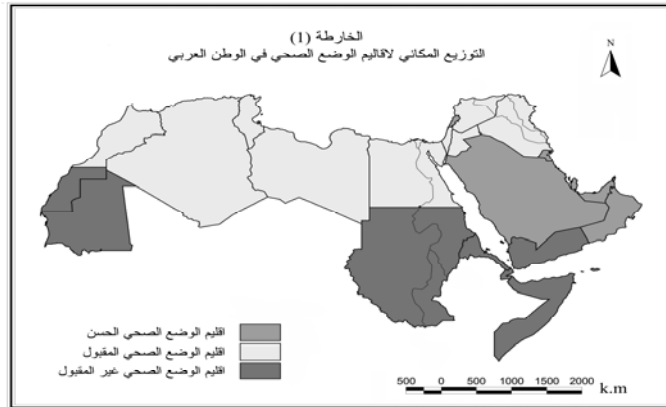 الخارطة (1)
التوزيع المكاني لاقاليم الوضع الصحي في الوطن العربي
N
اقليم الوضع الصحي الحسن
اقليم الوضع الصحي المقبول
اقليم الوضع الصحي غير المقبول
500 0 500 1000 1500 2000 k.m